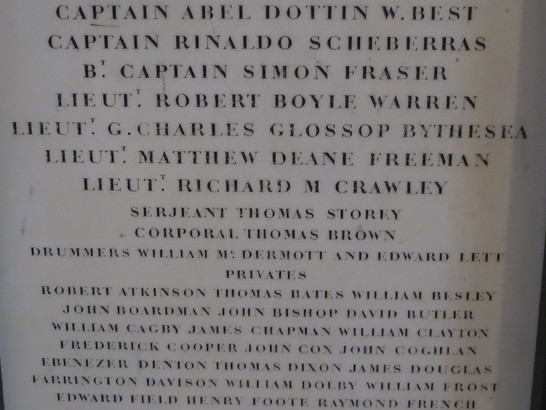 CAPTAIN ABEL DOTTIN W. BEST
CAPTAIN RINALDO SCHEBERRAS
BT. CAPTAIN SIMON FRASER
LIEUT. ROBERT BOYLE WARREN
LIEUT. G. CHARLES GLOSSOP BYTHESEA
LIEUT. MATTHEW DEANE FREEMAN
LIEUT. RICHARD M CRAWLEY
SERJEANT THOMAS STOREY
CORPORAL THOMAS BROWN
DRUMMERS WILLIAM Mc DERMOTT AND EDWARD LETT
PRIVATES
ROBERT ATKINSON THOMAS BATES WILLIAM BESLEY
JOHN BOARDMAN JOHN BISHOP DAVID BUTLER
WILLIAM CAGBY JAMES CHAPMAN WILLIAM CLAYTON
FREDERICK COOPER JOHN COX JOHN COGHLAN
EBENEZER DENTON THOMAS DIXON JAMES DOUGLAS
FARRINGTON DAVISON WILLIAM DOLBY WILLIAM FROST
EDWARD FIELD HENRY FOOTE RAYMOND FRENCH